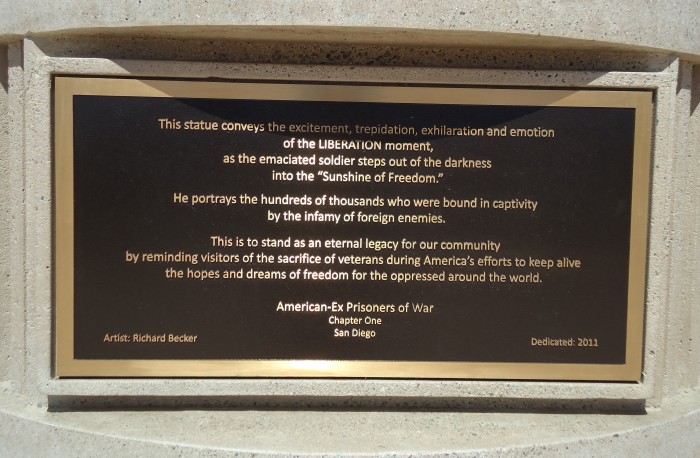 This statue conveys the excitement, trepidation, exhilaration and emotion
of the LIBERATION moment,
as the emaciated soldier steps out of the darkness
into the “Sunshine of Freedom.”
He portrays the hundreds of thousands who were bound in captivity
by the infamy of foreign enemies.
This is to stand as an eternal legacy for our community
by reminding visitors of the sacrifice of veterans during America’s efforts to keep alive
the hopes and dreams of freedom for the oppressed around the world.
American-Ex Prisoners of War
Chapter One
San Diego
Artist: Richard Becker
Dedicated: 2011